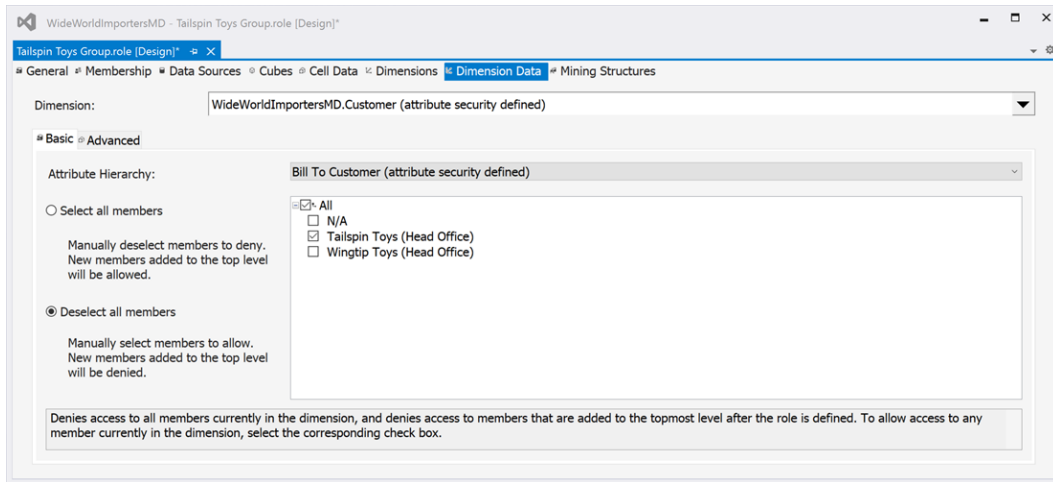 WideWorldImportersMD - Tailspin Toys Group.role [Design]*
Tailspin Toys Group.role [Design]*
General Membership Data Sources Cubes Cell Data Dimensions Dimension Data Mining Structures
Dimension: WideWorldImportersMD.Customer (attribute security defined)
Basic Advanced
Attribute Hierarchy: Bill To Customer (attribute security defined)
Select all members
Manually deselect members to deny.
New members added to the top level
will be allowed.
Deselect all members
Manually select members to allow.
New members added to the top level
will be denied.
All
N/A
Tailspin Toys (Head Office)
Wingtip Toys (Head Office)
Denies access to all members currently in the dimension, and denies access to members that are added to the topmost level after the role is defined. To allow access to any
member currently in the dimension, select the corresponding check box.